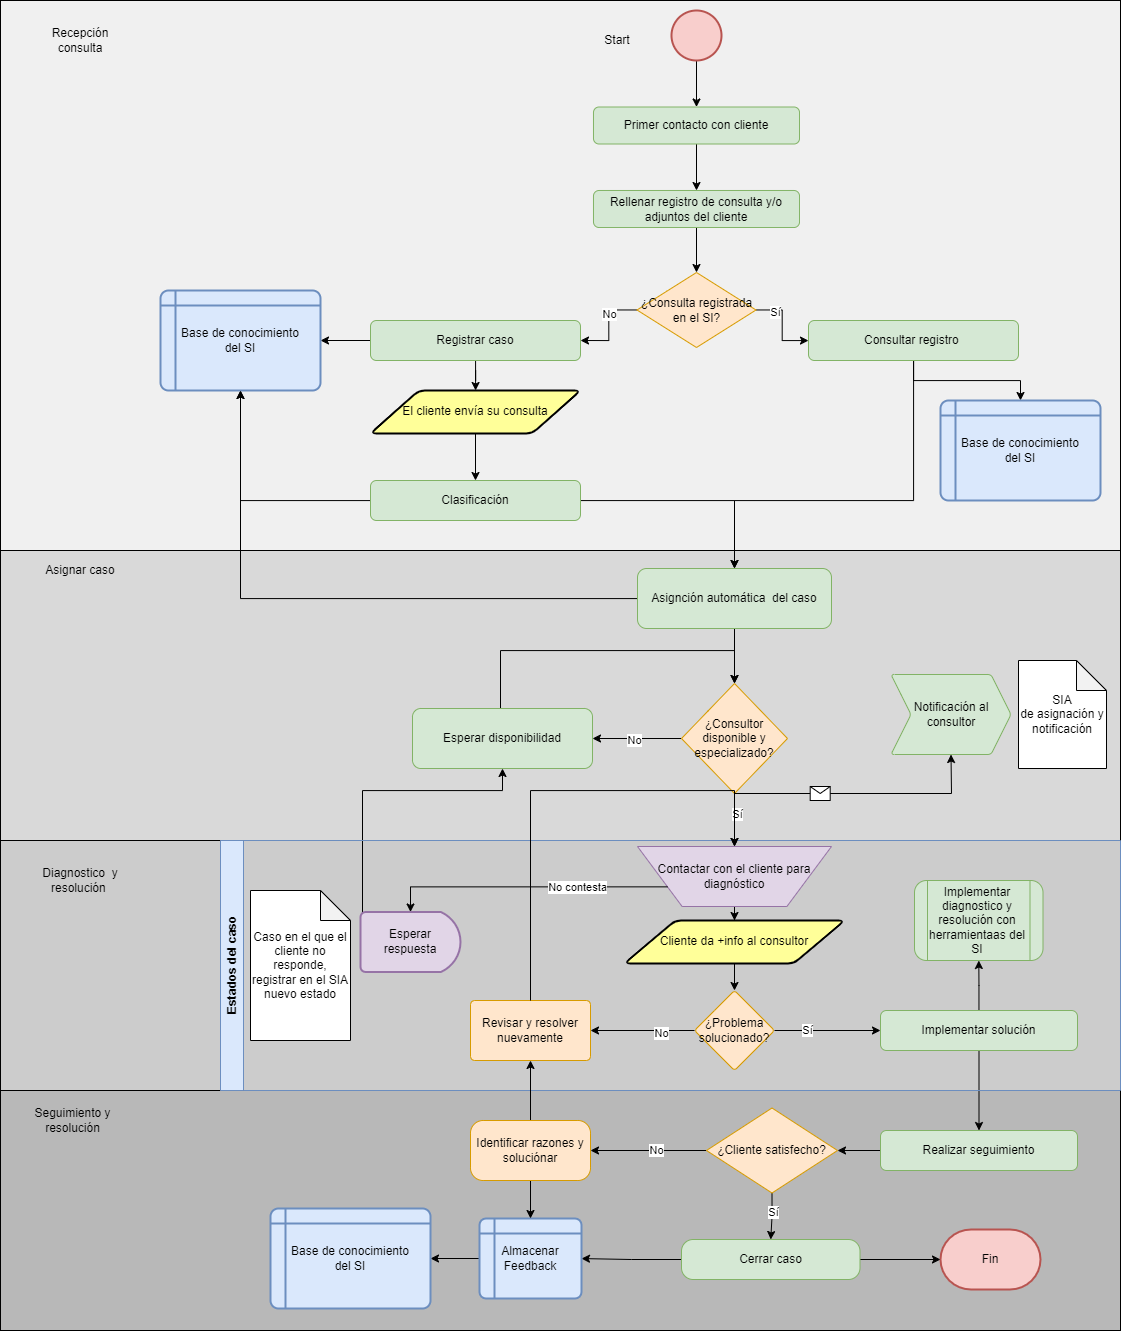 Recepción
consulta
Start
Primer contacto con cliente
Rellenar registro de consulta y/o
adjuntos del cliente
¿Consulta registrada
en el SI?
No
Sí
Base de conocimiento
del SI
Registrar caso
Consultar registro
El cliente envía su consulta
Base de conocimiento
del SI
Clasificación
Asignar caso
Asignción automática  del caso
¿Consultor
disponible y
especializado?
No
Esperar disponibilidad
Notificación al
consultor
SIA
de asignación y
notificación
Sí
Diagnostico  y
resolución
Estados del caso
Contactar con el cliente para
diagnóstico
No contesta
Caso en el que el
cliente no
responde,
registrar en el SIA
nuevo estado
Esperar
respuesta
Cliente da +info al consultor
Implementar
diagnostico y
resolución con
herramientaas del
SI
Revisar y resolver
nuevamente
No
¿Problema
solucionado?
Sí
Implementar solución
Seguimiento y
resolución
Identificar razones y
soluciónar
No
¿Cliente satisfecho?
Realizar seguimiento
Sí
Base de conocimiento
del SI
Almacenar
Feedback
Cerrar caso
Fin